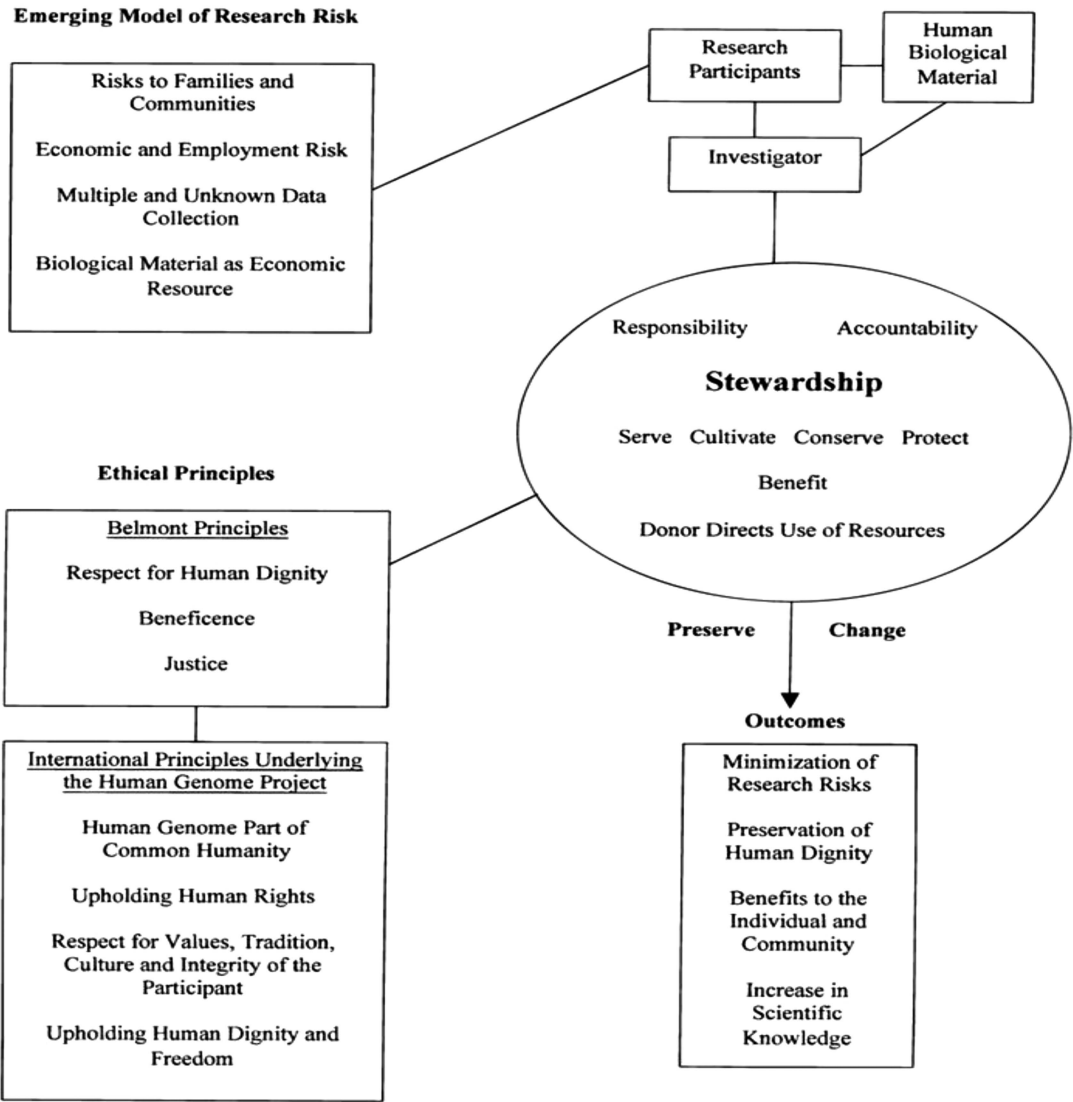 Emerging Model of Research Risk
Risks to Families and
Communities
Economic and Employment Risk
Multiple and Unknown Data
Collection
Biological Material as Economic
Resource
Research
Participants
Human
Biological
Material
Investigator
Responsibility Accountability
Stewardship
Serve Cultivate Conserve Protect
Benefit
Donor Directs Use of Resources
Ethical Principles
Belmont Principles
Respect for Human Dignity
Beneficence
Justice
International Principles Underlying
the Human Genome Project
Human Genome Part of
Common Humanity
Upholding Human Rights
Respect for Values, Tradition,
Culture and Integrity of the
Participant
Upholding Human Dignity and
Freedom
Preserve Change
Outcomes
Minimization of
Research Risks
Preservation of
Human Dignity
Benefits to the
Individual and
Community
Increase in
Scientific
Knowledge